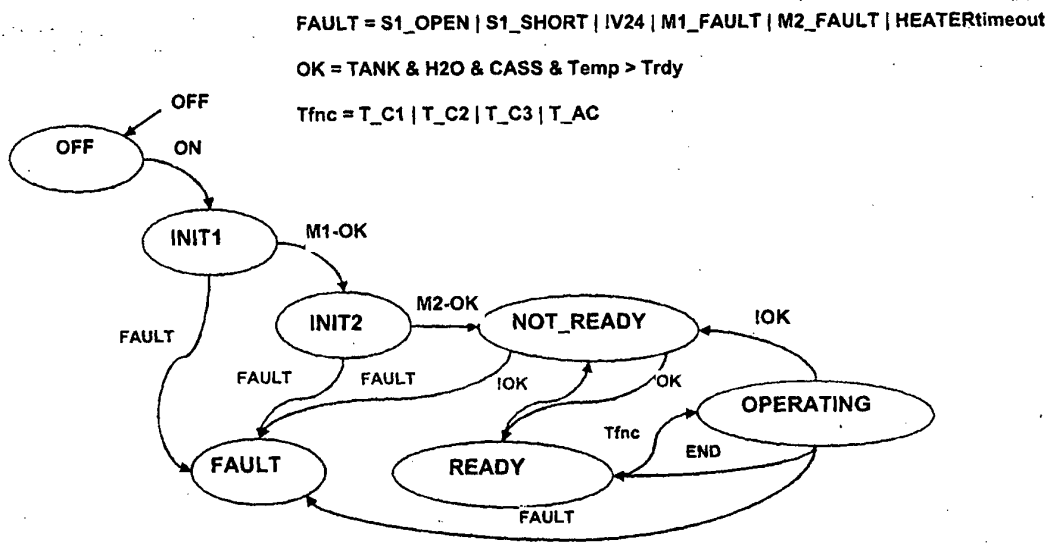 FAULT = S1_OPEN | S1_SHORT | !V24 | M1_FAULT | M2_FAULT | HEATERtimeout
OK = TANK & H2O & CASS & Temp > Trdy
Tfnc = T_C1 | T_C2 | T_C3 | T_AC
OFF
OFF
ON
INIT1
M1-OK
INIT2
M2-OK
NOT_READY
!OK
FAULT
FAULT
FAULT
!OK
OK
OPERATING
Tfnc
END
FAULT
READY
FAULT